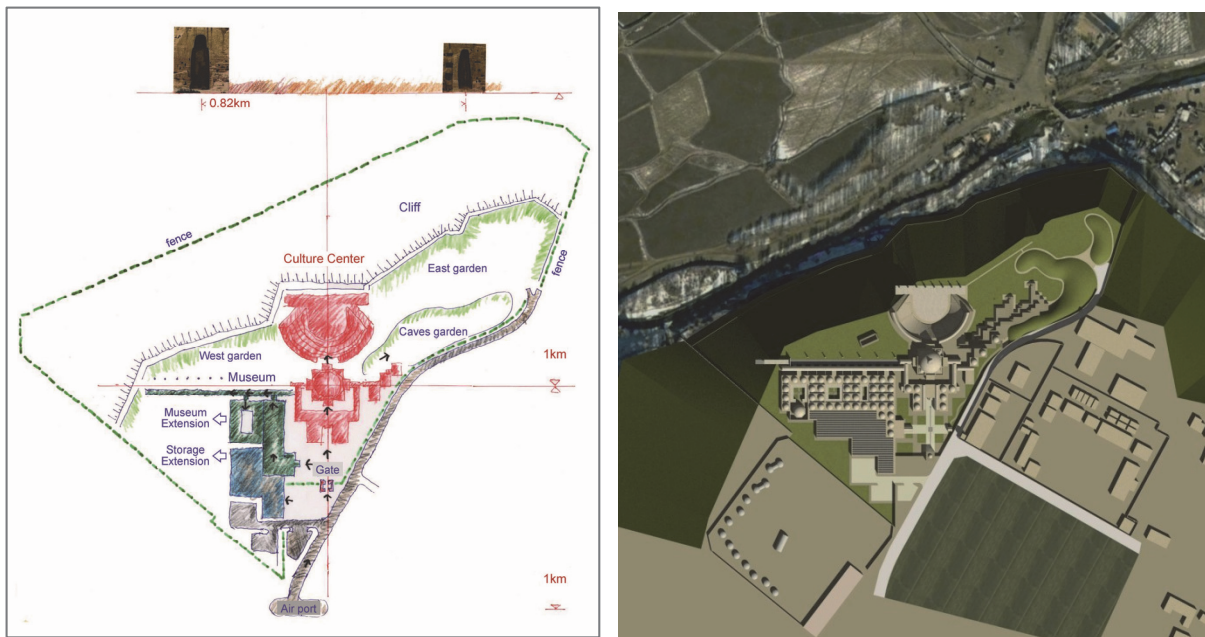 0.82km
Cliff
fence
Culture Center
East garden
fence
Caves garden
West garden
1km
Museum
Museum
Extension
Storage
Extension
Gate
1km
Air port